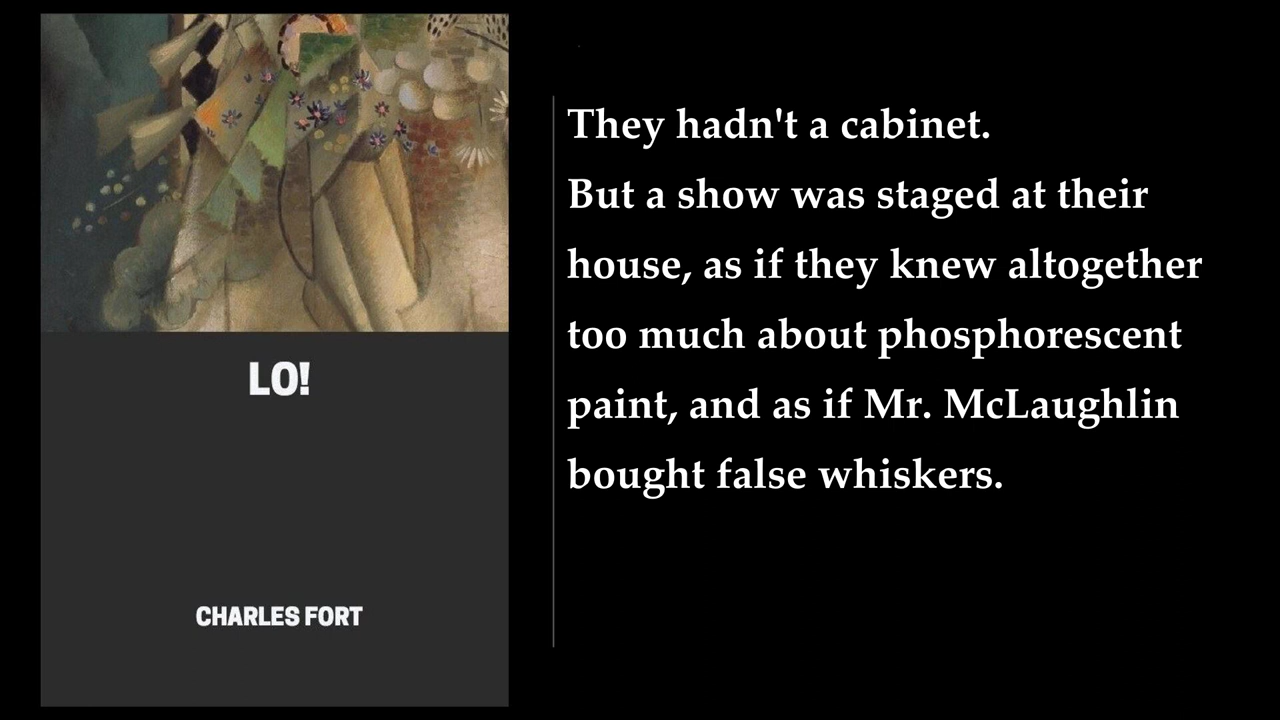 LO!
CHARLES FORT
They hadn't a cabinet.
But a show was staged at their
house, as if they knew altogether
too much about phosphorescent
paint, and as if Mr. McLaughlin
bought false whiskers.